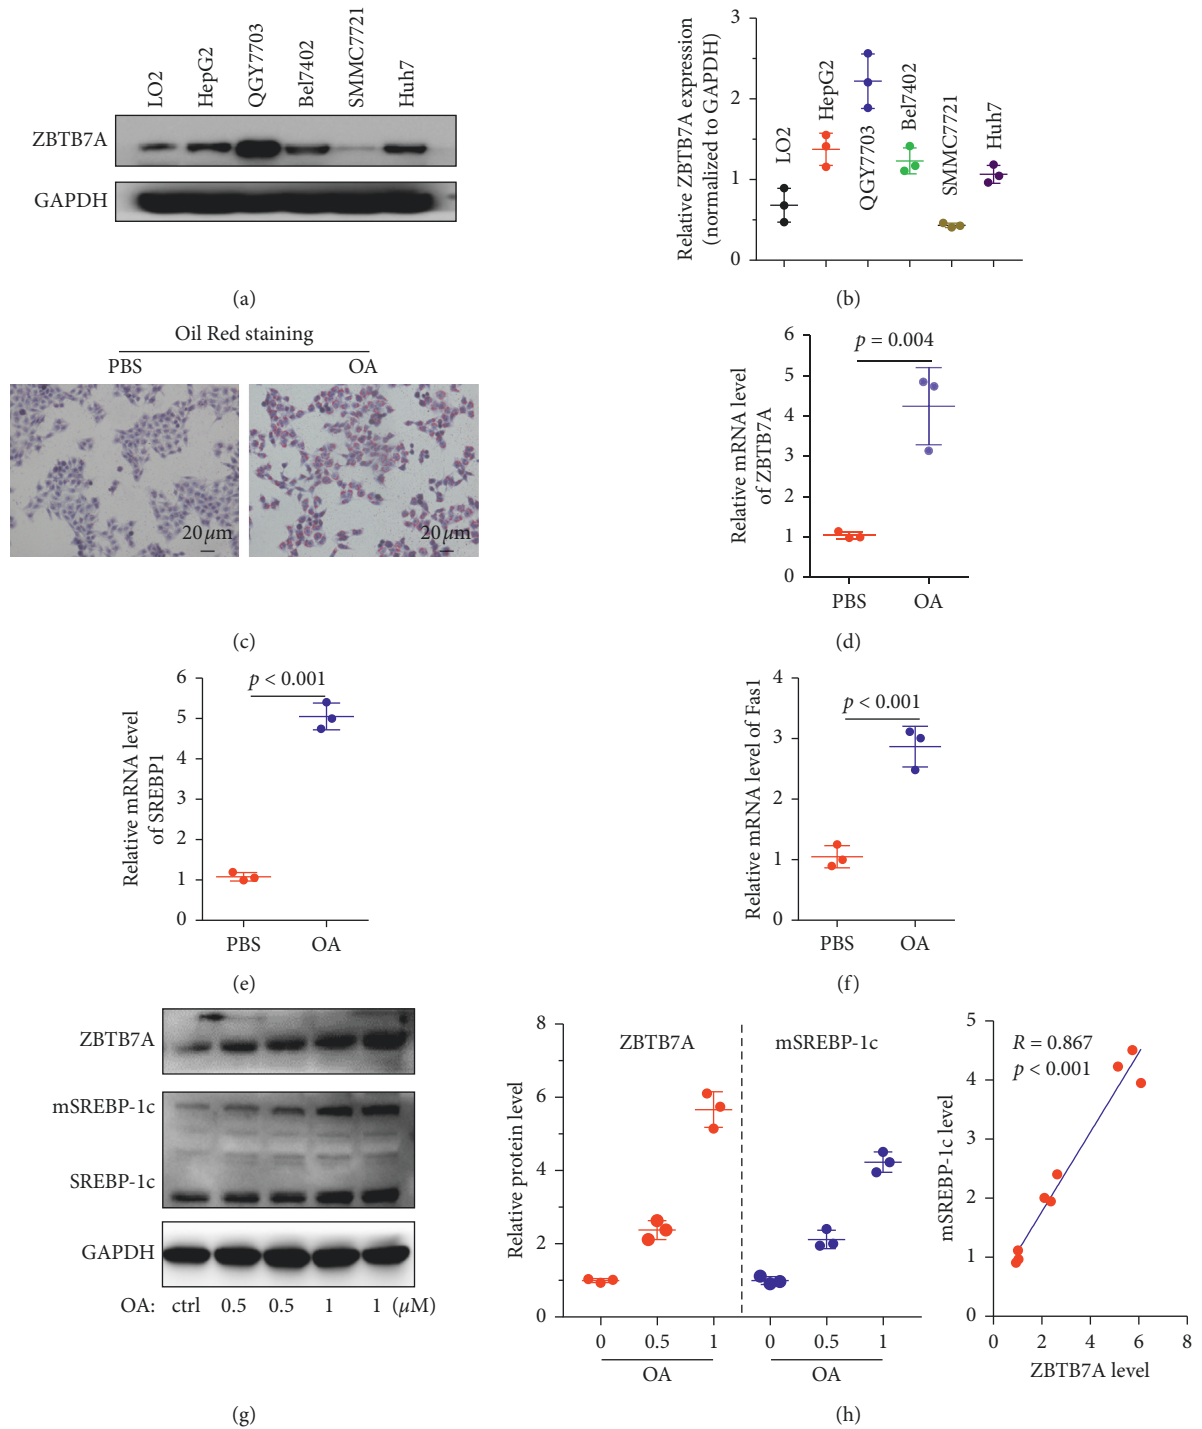 LO2
HepG2
QGY7703
Bel7402
SMMC7721
Huh7
ZBTB7A
GAPDH
(a)
Relative ZBTB7A expression
(normalized to GAPDH)
3
2
1
0
LO2
HepG2
QGY7703
Bel7402
SMMC7721
Huh7
(b)
Oil Red staining
PBS
OA
20 μm
20 μm
(c)
Relative mRNA level
of ZBTB7A
6
5
4
3
2
1
0
p = 0.004
PBS
OA
(d)
Relative mRNA level
of SREBP1
6
5
4
3
2
1
0
p < 0.001
PBS
OA
(e)
Relative mRNA level of Fas1
4
3
2
1
0
p < 0.001
PBS
OA
(f)
ZBTB7A
mSREBP-1c
SREBP-1c
GAPDH
OA: ctrl 0.5 0.5 1 1 (μM)
(g)
Relative protein level
8
6
4
2
0
ZBTB7A
mSREBP-1c
0 0.5 1 0 0.5 1
OA
OA
mSREBP-1c level
5
4
3
2
1
0
R = 0.867
p < 0.001
0 2 4 6 8
ZBTB7A level
(h)